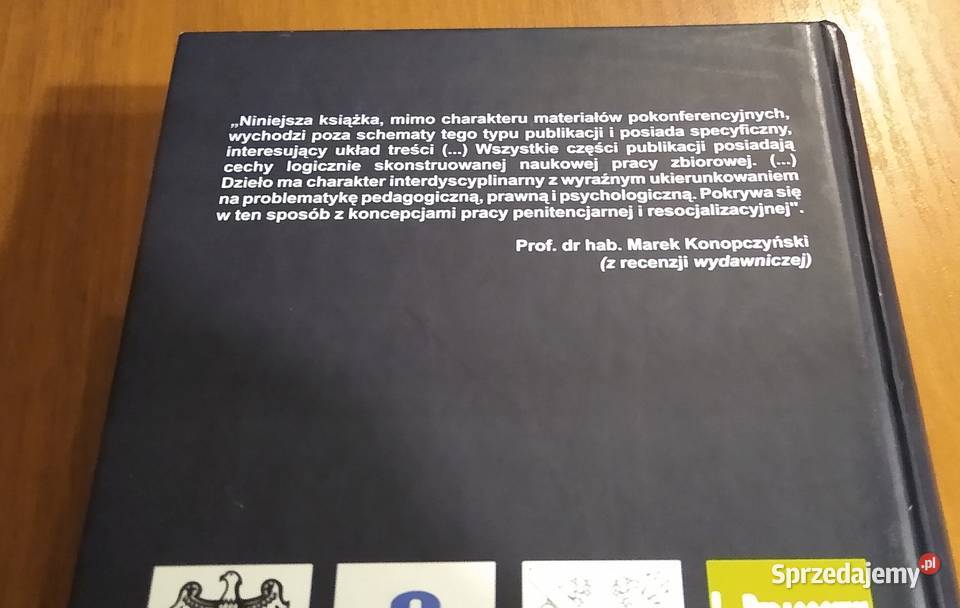 „Niniejsza książka, mimo charakteru materiałów pokonferencyjnych,
wychodzi poza schematy tego typu publikacji i posiada specyficzny,
interesujący układ treści (...) Wszystkie części publikacji posiadają
cechy logicznie skonstruowanej naukowej pracy zbiorowej. (...)
Dzieło ma charakter interdyscyplinarny z wyraźnym ukierunkowaniem
na problematykę pedagogiczną, prawną i psychologiczną. Pokrywa się
w ten sposób z koncepcjami pracy penitencjarnej i resocjalizacyjnej".
Prof. dr hab. Marek Konopczyński
(z recenzji wydawniczej)
Sprzedajemy.pl